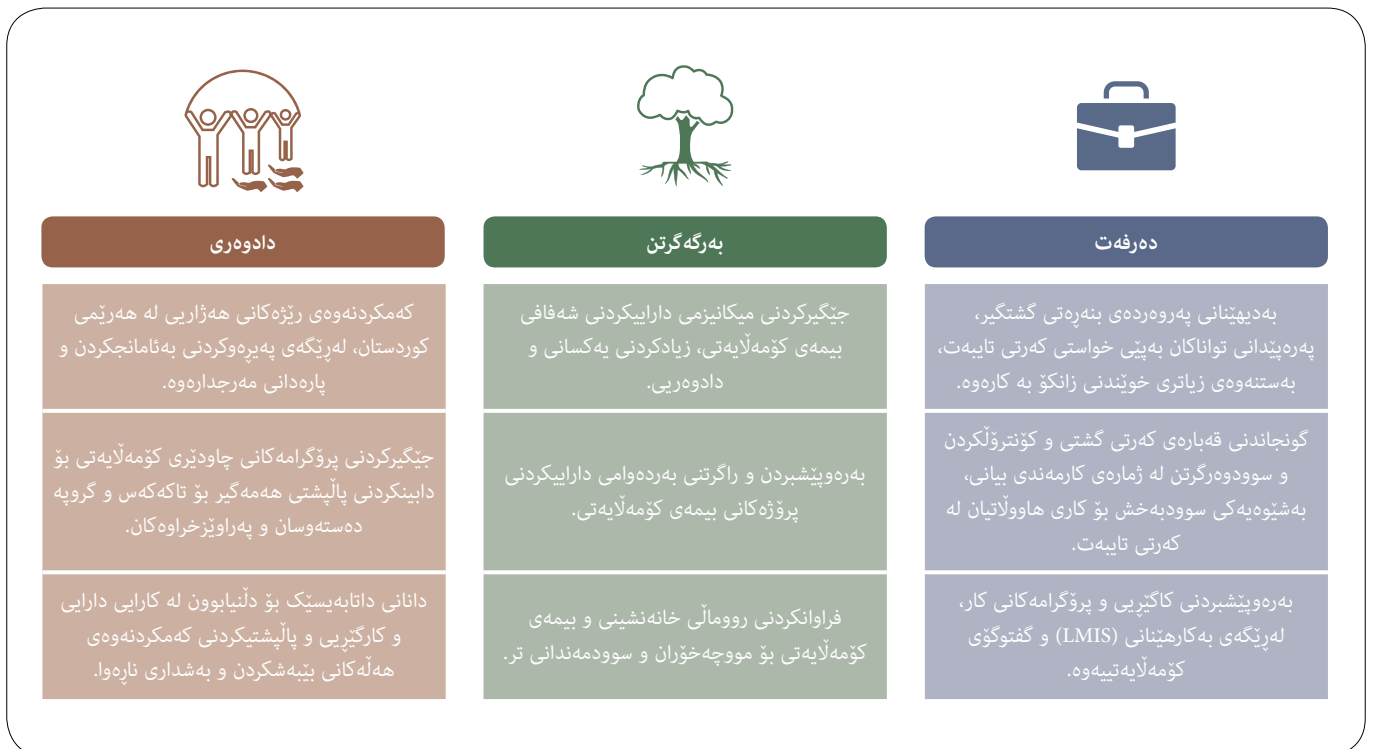 دەرفەت
بەدیهێنانی پەروەردەی بنەڕەتی گشتگیر،
پەرەپێدانی تواناکان بەپێی خواستی کەرتی تایبەت،
بەستنەوەی زیاتری خوێندنی زانکۆ بە کارەوە.
گونجاندنی قەبارەی کەرتی گشتی و کۆنترۆڵکردن
و سوودوەرگرتن لە ژمارەی کارمەندی بیانی،
بەشێوەیەکی سوودبەخش بۆ کاری هاووڵاتیان لە
کەرتی تایبەت.
بەرەوپێشبردنی کاگێڕیی و پرۆگرامەکانی کار،
لەڕێگەی بەکارهێنانی (LMIS) و گفتوگۆی
کۆمەڵایەتییەوە.
بەرگەگرتن
جێگیرکردنی میکانیزمی داراییکردنی شەفافی
بیمەی کۆمەڵایەتی، زیادکردنی یەکسانی و
دادوەریی.
بەرەوپێشبردن و راگرتنی بەردەوامی داراییکردنی
پرۆژەکانی بیمەی کۆمەڵایەتی.
فراوانکردنی رووماڵی خانەنشینی و بیمەی
کۆمەڵایەتی بۆ مووچەخۆران و سوودمەندانی تر.
دادوەری
کەمکردنەوەی رێژەکانی هەژاریی لە هەرێمی
کوردستان، لەڕێگەی پەیڕەوکردنی بەئامانجکردن و
پارەدانی مەرجدارەوە.
جێگیرکردنی پرۆگرامەکانی چاودێری کۆمەڵایەتی بۆ
دابینکردنی پاڵپشتی هەمەگیر بۆ تاکەکەس و گروپە
دەستەوسان و پەراوێزخراوەکان.
دانانی داتابەیسێک بۆ دڵنیابوون لە کارایی دارایی
و کارگێڕیی و پاڵپشتیکردنی کەمکردنەوەی
هەڵەکانی بێبەشکردن و بەشداری ناڕەوا.